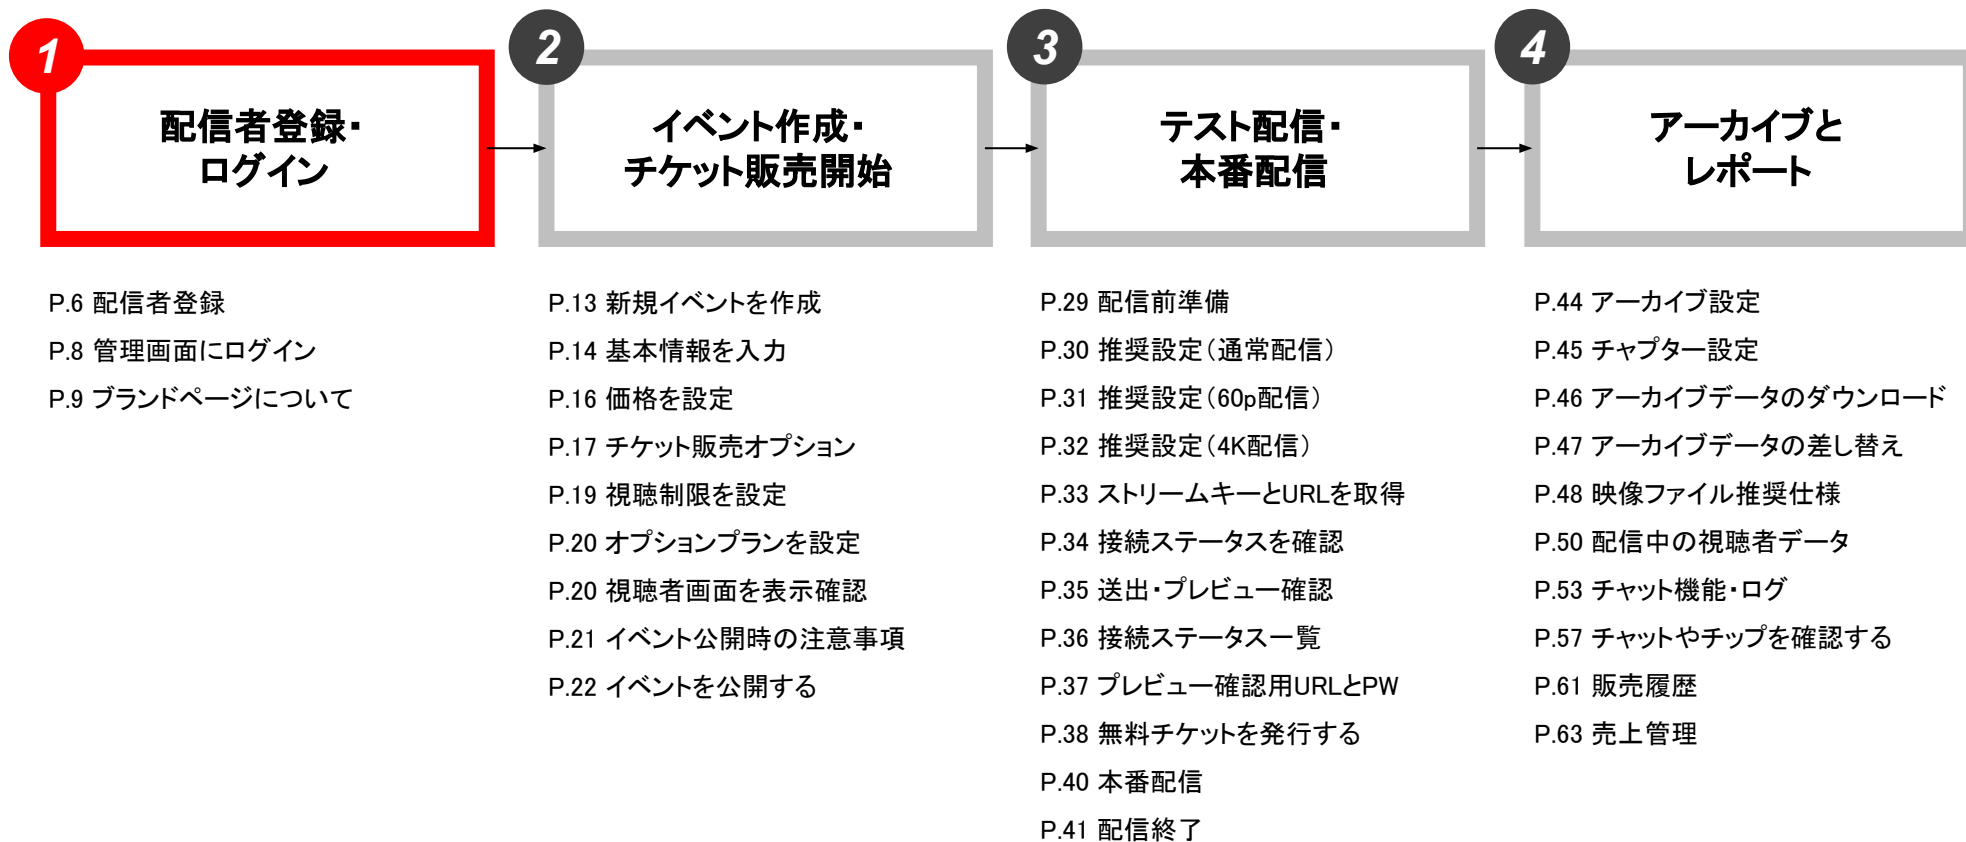 1
配信者登録・
ログイン
P.6 配信者登録
P.8 管理画面にログイン
P.9 ブランドページについて
2
イベント作成・
チケット販売開始
P.13 新規イベントを作成
P.14 基本情報を入力
P.16 価格を設定
P.17 チケット販売オプション
P.19 視聴制限を設定
P.20 オプションプランを設定
P.20 視聴者画面を表示確認
P.21 イベント公開時の注意事項
P.22 イベントを公開する
3
テスト配信・
本番配信
P.29 配信前準備
P.30 推奨設定（通常配信）
P.31 推奨設定（60p配信）
P.32 推奨設定（4K配信）
P.33 ストリームキーとURLを取得
P.34 接続ステータスを確認
P.35 送出・プレビュー確認
P.36 接続ステータス一覧
P.37 プレビュー確認用URLとPW
P.38 無料チケットを発行する
P.40 本番配信
P.41 配信終了
4
アーカイブと
レポート
P.44 アーカイブ設定
P.45 チャプター設定
P.46 アーカイブデータのダウンロード
P.47 アーカイブデータの差し替え
P.48 映像ファイル推奨仕様
P.50 配信中の視聴者データ
P.53 チャット機能・ログ
P.57 チャットやチップを確認する
P.61 販売履歴
P.63 売上管理